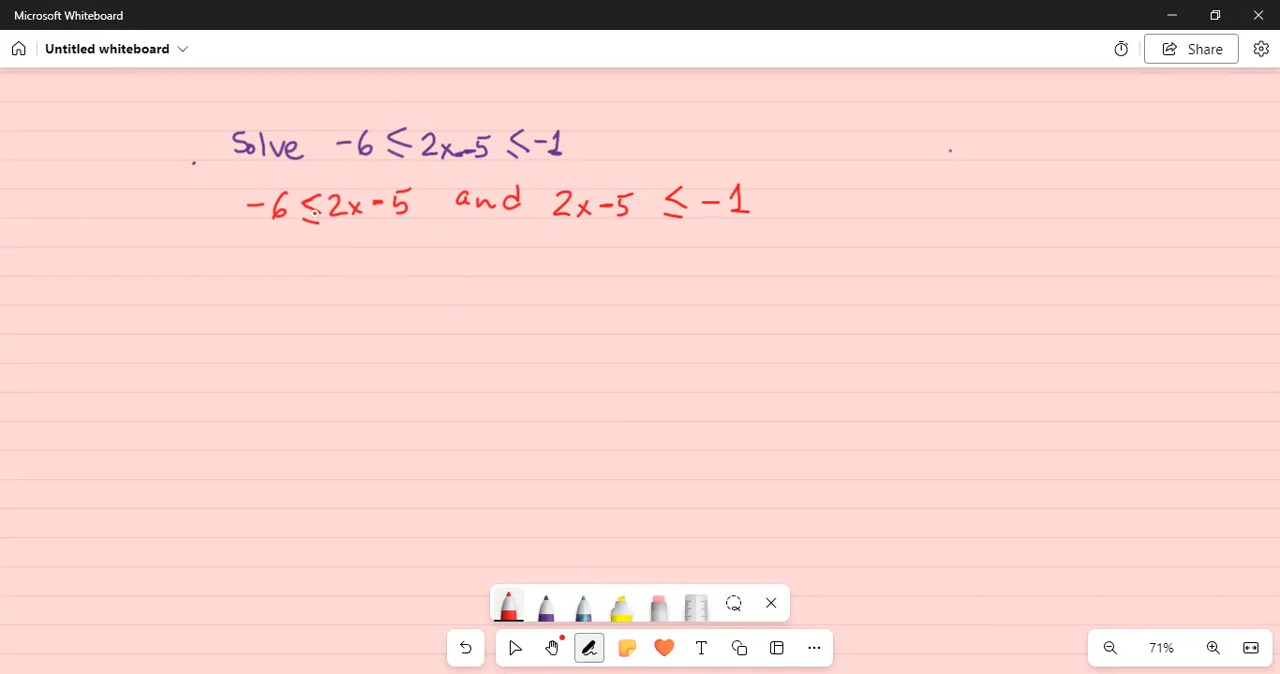 Microsoft Whiteboard
Untitled whiteboard
Share
Solve -6 ≤ 2x-5 ≤ -1
-6 ≤ 2x-5 and 2x-5 ≤ -1
71%